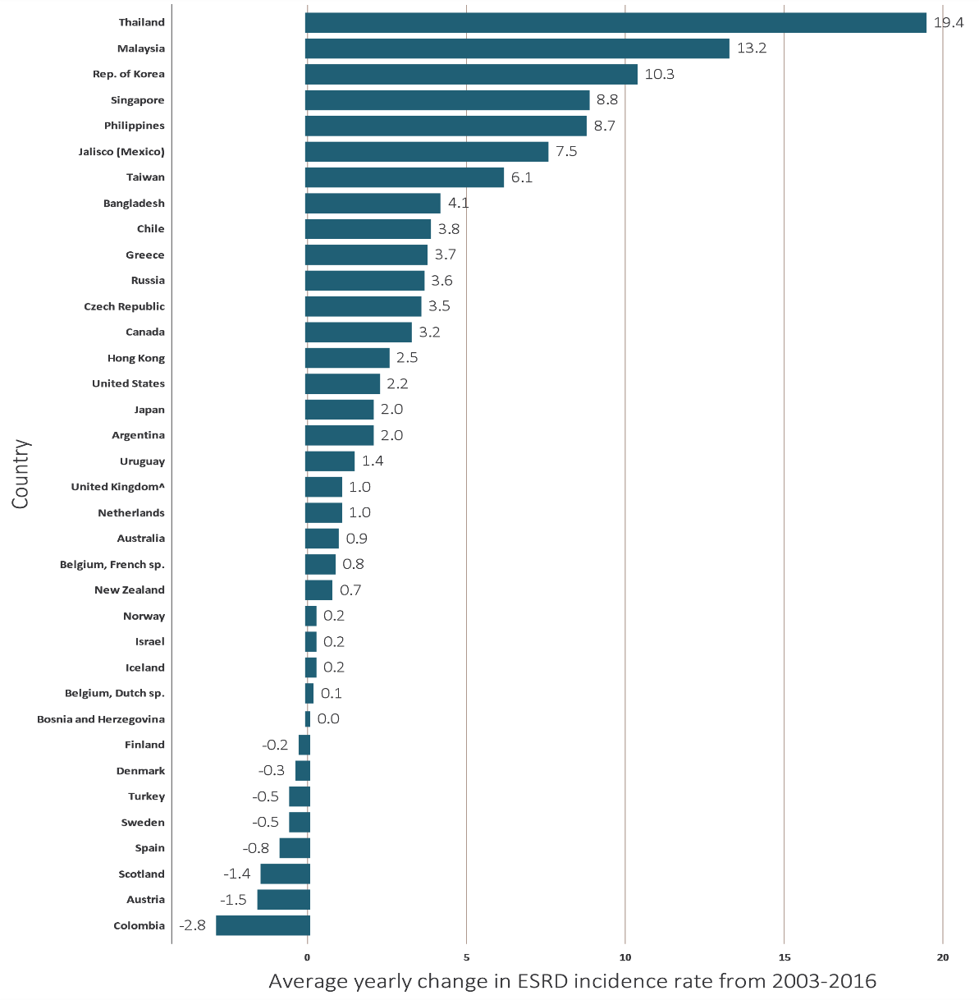 Thailand 19.4
Malaysia 13.2
Rep. of Korea 10.3
Singapore 8.8
Philippines 8.7
Jalisco (Mexico) 7.5
Taiwan 6.1
Bangladesh 4.1
Chile 3.8
Greece 3.7
Russia 3.6
Czech Republic 3.5
Canada 3.2
Hong Kong 2.5
United States 2.2
Japan 2.0
Argentina 2.0
Uruguay 1.4
United Kingdom^ 1.0
Netherlands 1.0
Australia 0.9
Belgium, French sp. 0.8
New Zealand 0.7
Norway 0.2
Israel 0.2
Iceland 0.2
Belgium, Dutch sp. 0.1
Bosnia and Herzegovina 0.0
Finland -0.2
Denmark -0.3
Turkey -0.5
Sweden -0.5
Spain -0.8
Scotland -1.4
Austria -1.5
Colombia -2.8
0 5 10 15 20
Average yearly change in ESRD incidence rate from 2003-2016
Country